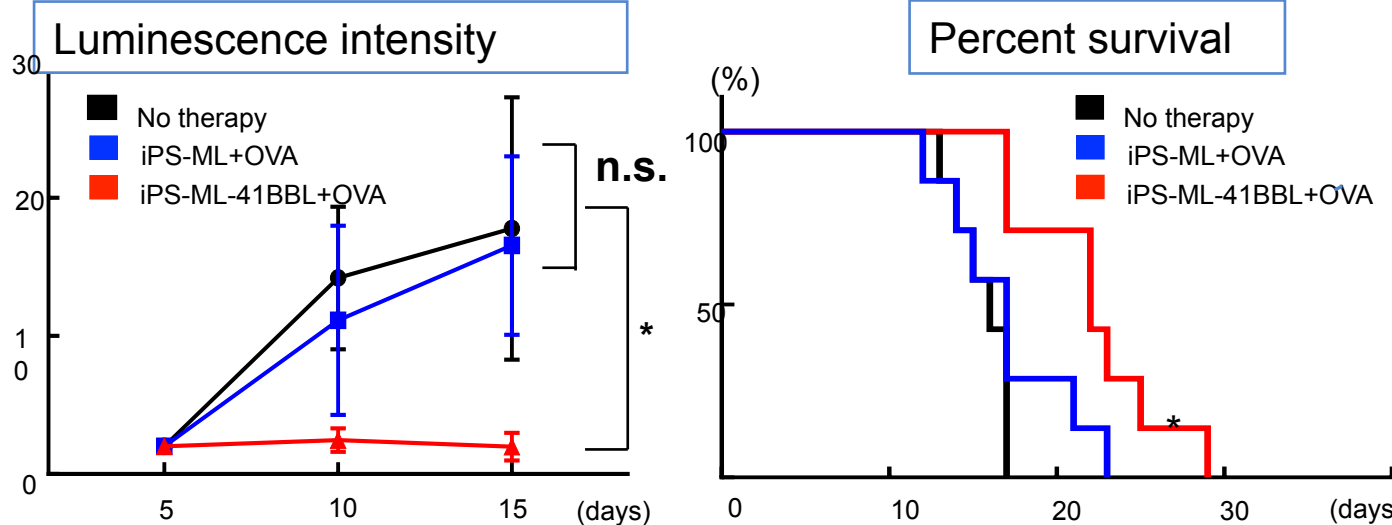 Luminescence intensity
30
No therapy
iPS-ML+OVA
iPS-ML-41BBL+OVA
n.s.
20
*
1
0
0
5
10
15
(days)
Percent survival
(%)
No therapy
iPS-ML+OVA
iPS-ML-41BBL+OVA
100
50
*
0
10
20
30
(days